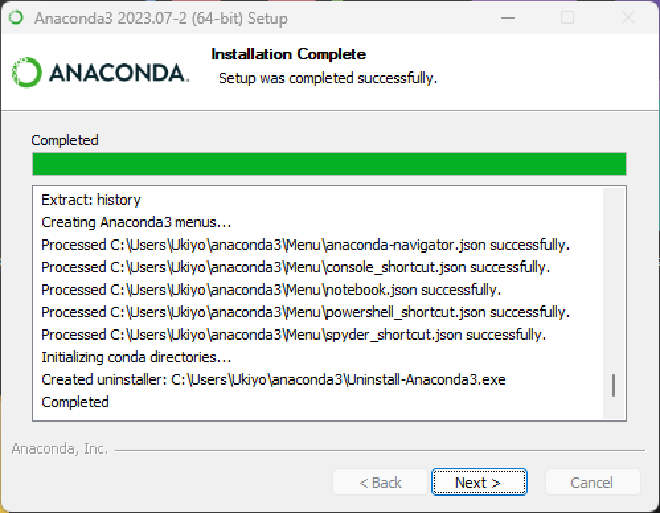 Anaconda3 2023.07-2 (64-bit) Setup
ANACONDA.
Installation Complete
Setup was completed successfully.
Completed
Extract: history
Creating Anaconda3 menus...
Processed C:\Users\Ukiyo\anaconda3\Menu\anaconda-navigator.json successfully.
Processed C:\Users\Ukiyo\anaconda3\Menu\console_shortcut.json successfully.
Processed C:\Users\Ukiyo\anaconda3\Menu\notebook.json successfully.
Processed C:\Users\Ukiyo\anaconda3\Menu\powershell_shortcut.json successfully.
Processed C:\Users\Ukiyo\anaconda3\Menu\spyder_shortcut.json successfully.
Initializing conda directories...
Created uninstaller: C:\Users\Ukiyo\anaconda3\Uninstall-Anaconda3.exe
Completed
Anaconda, Inc.
< Back
Next >
Cancel